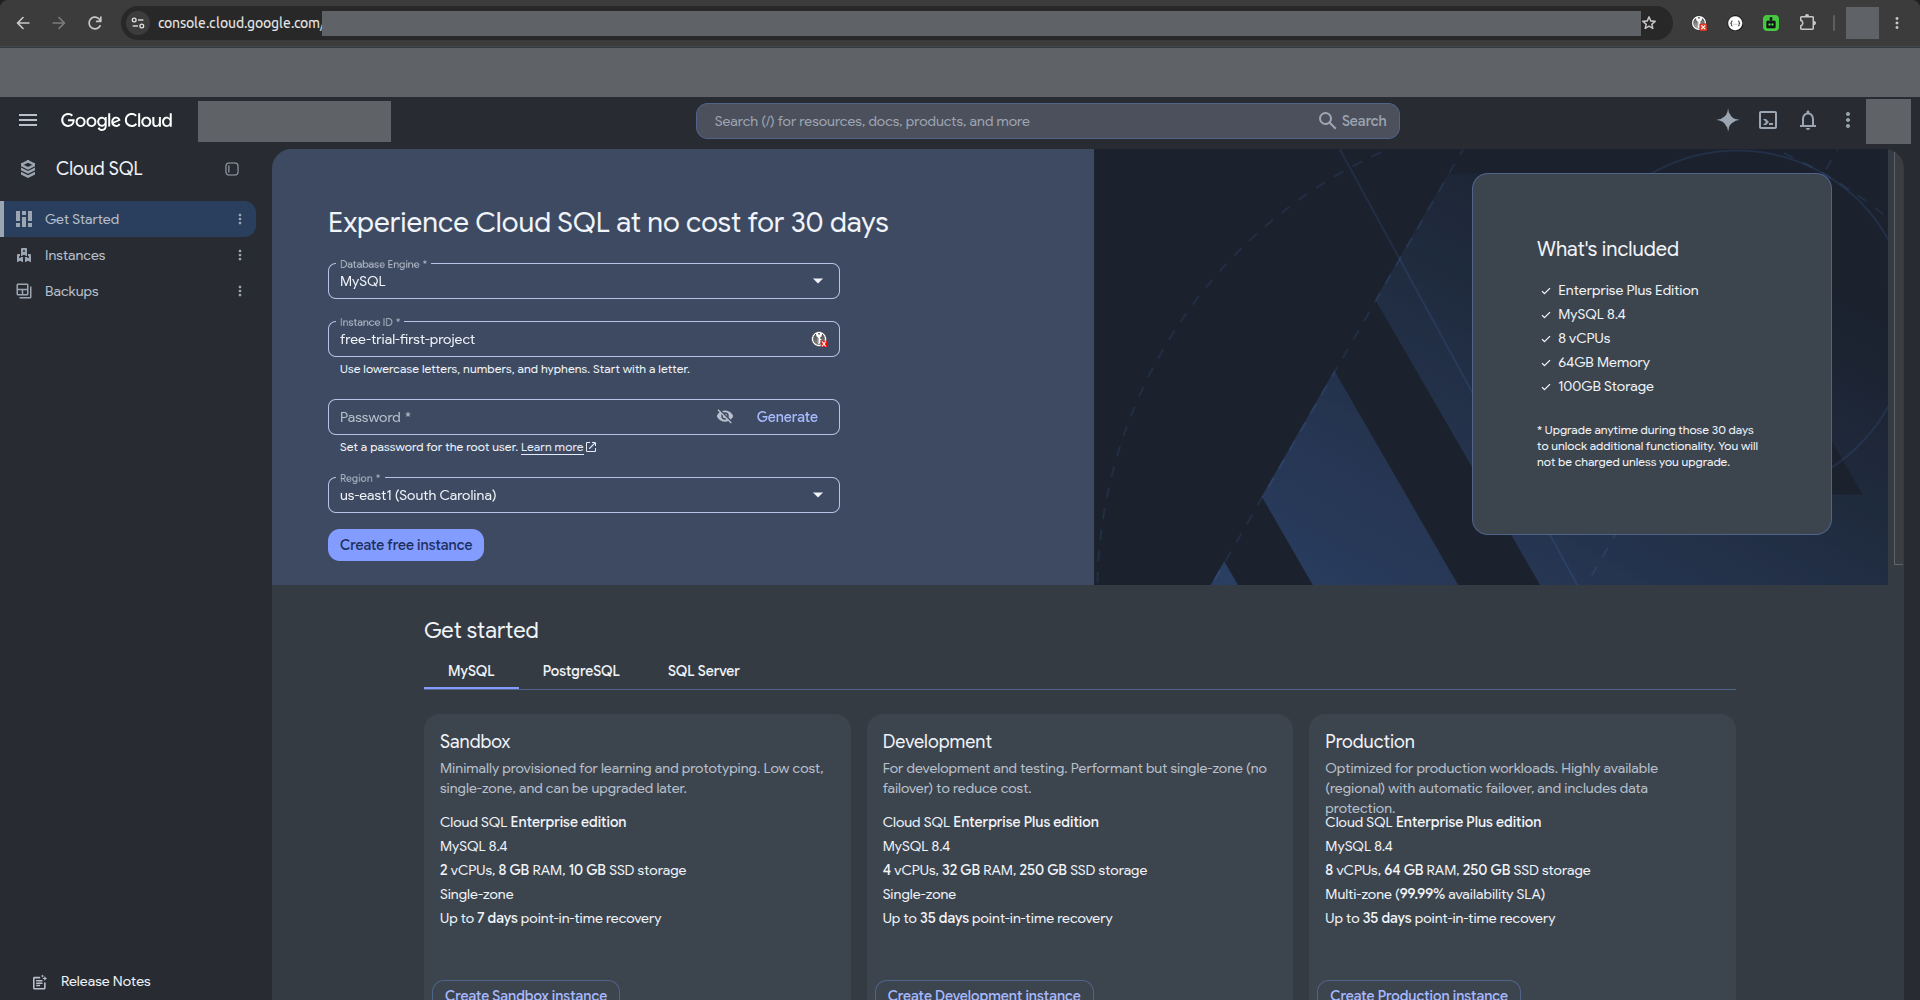 console.cloud.google.com/
Google Cloud
Search (/) for resources, docs, products, and more
Search
Cloud SQL
Get Started
Instances
Backups
Release Notes
Experience Cloud SQL at no cost for 30 days
Database Engine *
MySQL
Instance ID *
free-trial-first-project
Use lowercase letters, numbers, and hyphens. Start with a letter.
Password *
Generate
Set a password for the root user. Learn more
Region *
us-east1 (South Carolina)
Create free instance
What's included
Enterprise Plus Edition
MySQL 8.4
8 vCPUs
64GB Memory
100GB Storage
* Upgrade anytime during those 30 days
to unlock additional functionality. You will
not be charged unless you upgrade.
Get started
MySQL
PostgreSQL
SQL Server
Sandbox
Minimally provisioned for learning and prototyping. Low cost,
single-zone, and can be upgraded later.
Cloud SQL Enterprise edition
MySQL 8.4
2 vCPUs, 8 GB RAM, 10 GB SSD storage
Single-zone
Up to 7 days point-in-time recovery
Create Sandbox instance
Development
For development and testing. Performant but single-zone (no
failover) to reduce cost.
Cloud SQL Enterprise Plus edition
MySQL 8.4
4 vCPUs, 32 GB RAM, 250 GB SSD storage
Single-zone
Up to 35 days point-in-time recovery
Create Development instance
Production
Optimized for production workloads. Highly available
(regional) with automatic failover, and includes data
protection.
Cloud SQL Enterprise Plus edition
MySQL 8.4
8 vCPUs, 64 GB RAM, 250 GB SSD storage
Multi-zone (99.99% availability SLA)
Up to 35 days point-in-time recovery
Create Production instance